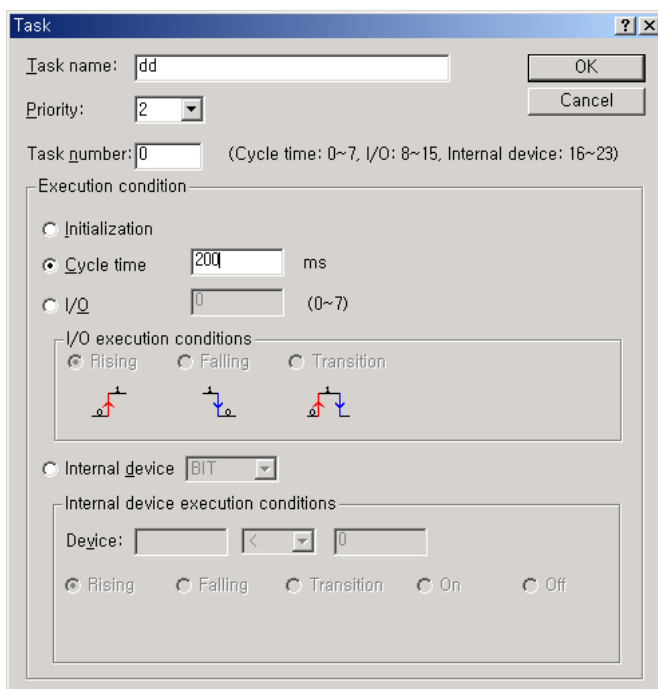 Task
Task name: dd
OK
Priority: 2
Cancel
Task number: 0 (Cycle time: 0~7, I/O: 8~15, Internal device: 16~23)
Execution condition
Initialization
Cycle time 200 ms
I/O 0 (0~7)
I/O execution conditions
Rising Falling Transition
0 1 1 0 0 1
Internal device BIT
Internal device execution conditions
Device: < 0
Rising Falling Transition On Off